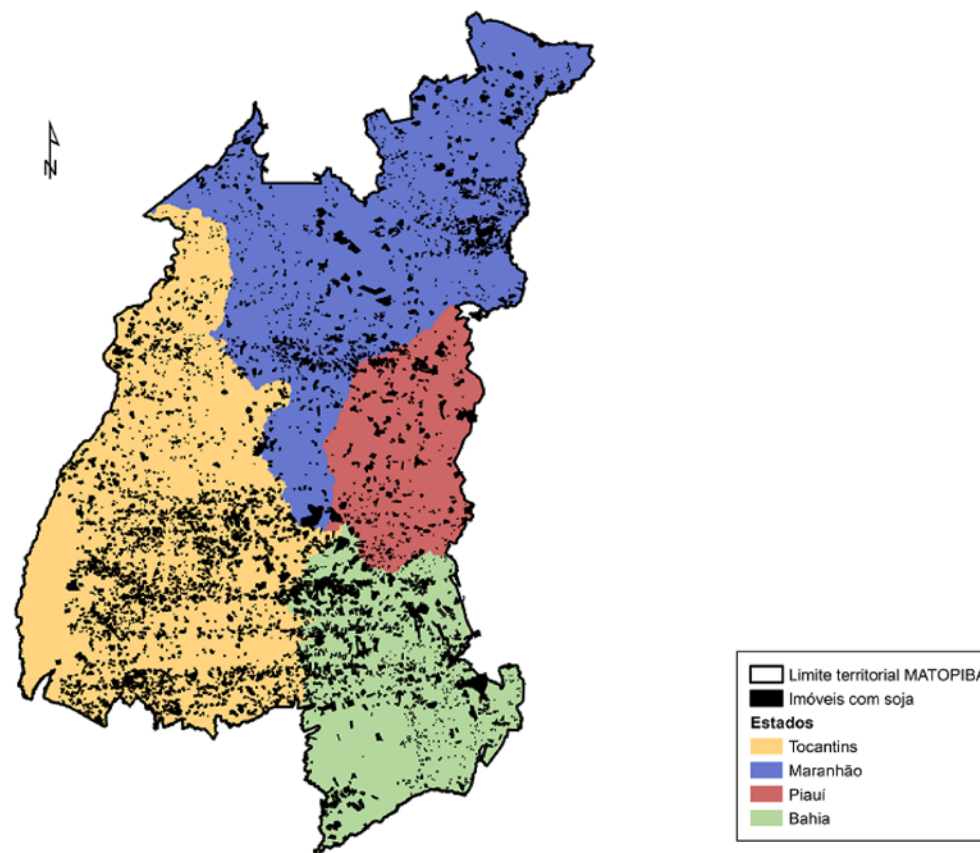 N
Limite territorial MATOPIBA
Imóveis com soja
Estados
Tocantins
Maranhão
Piauí
Bahia